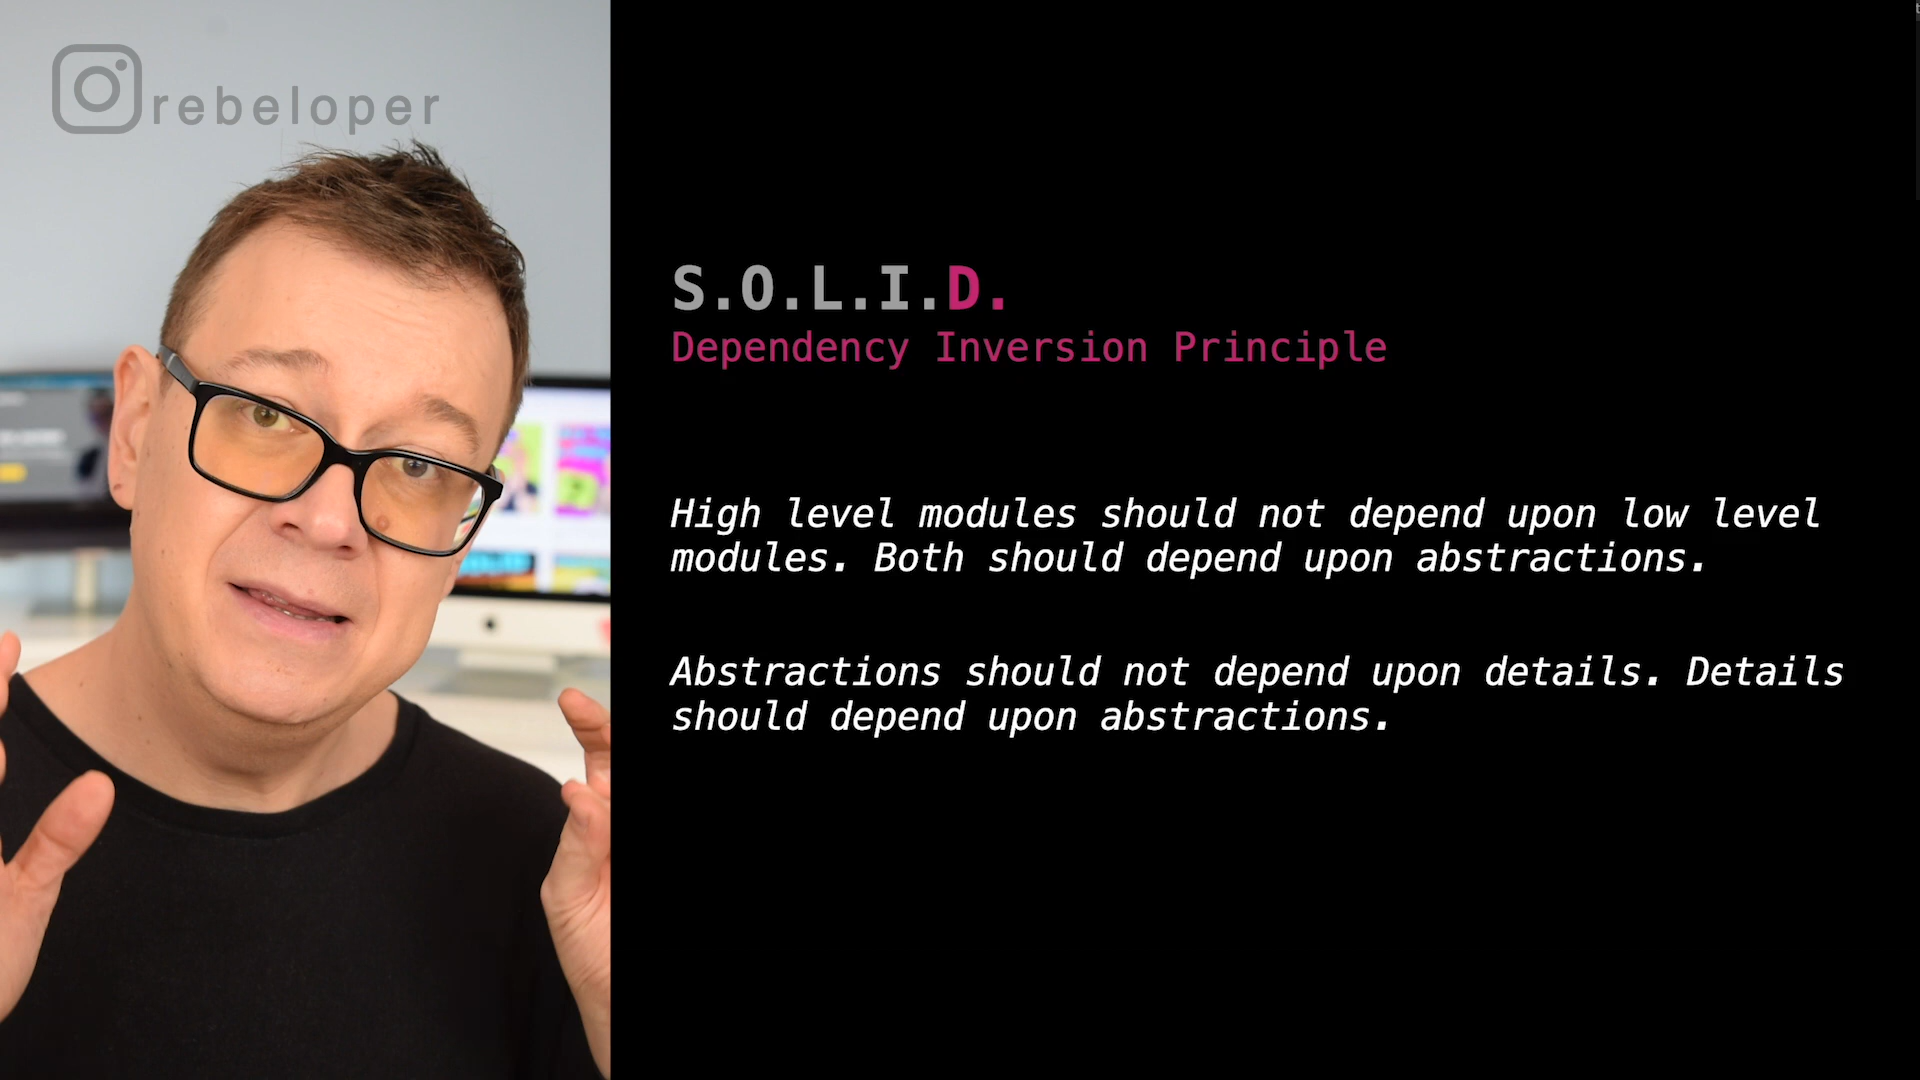 rebeloper
S.O.L.I.D.
Dependency Inversion Principle
High level modules should not depend upon low level
modules. Both should depend upon abstractions.
Abstractions should not depend upon details. Details
should depend upon abstractions.